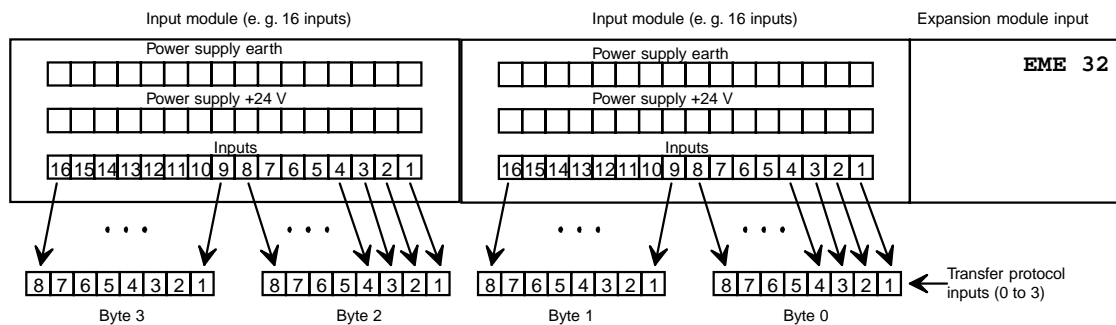 Input module (e. g. 16 inputs) Input module (e. g. 16 inputs) Expansion module input
Power supply earth Power supply earth
EME 32
Power supply +24 V Power supply +24 V
Inputs Inputs
16 15 14 13 12 11 10 9 8 7 6 5 4 3 2 1 16 15 14 13 12 11 10 9 8 7 6 5 4 3 2 1
. . . . . . . . . . . .
8 7 6 5 4 3 2 1 8 7 6 5 4 3 2 1 8 7 6 5 4 3 2 1 8 7 6 5 4 3 2 1 Transfer protocol
inputs (0 to 3)
Byte 3 Byte 2 Byte 1 Byte 0